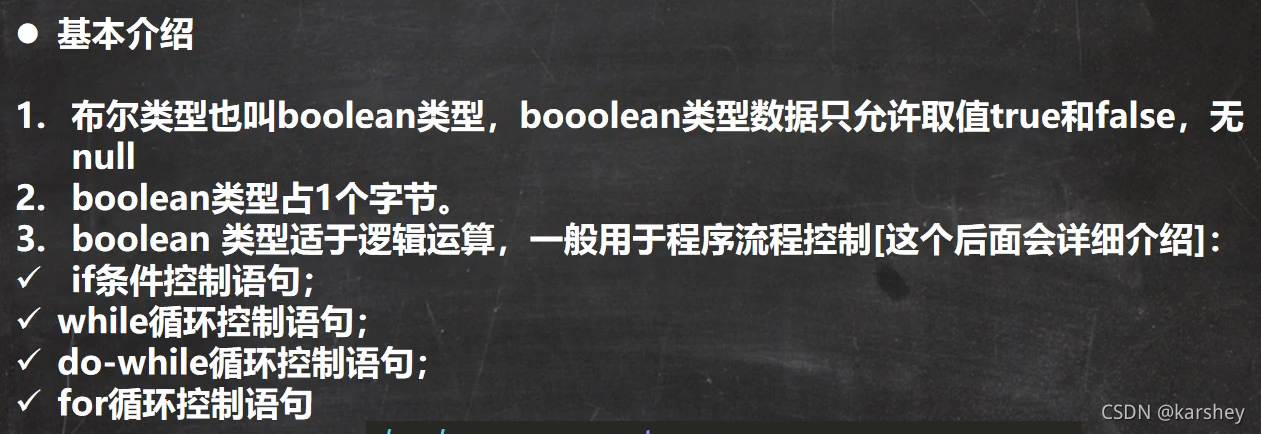 ● 基本介绍
1. 布尔类型也叫boolean类型，booolean类型数据只允许取值true和false，无
null
2. boolean类型占1个字节。
3. boolean 类型适于逻辑运算，一般用于程序流程控制[这个后面会详细介绍]：
✓ if条件控制语句；
✓ while循环控制语句；
✓ do-while循环控制语句；
✓ for循环控制语句
CSDN @karshey